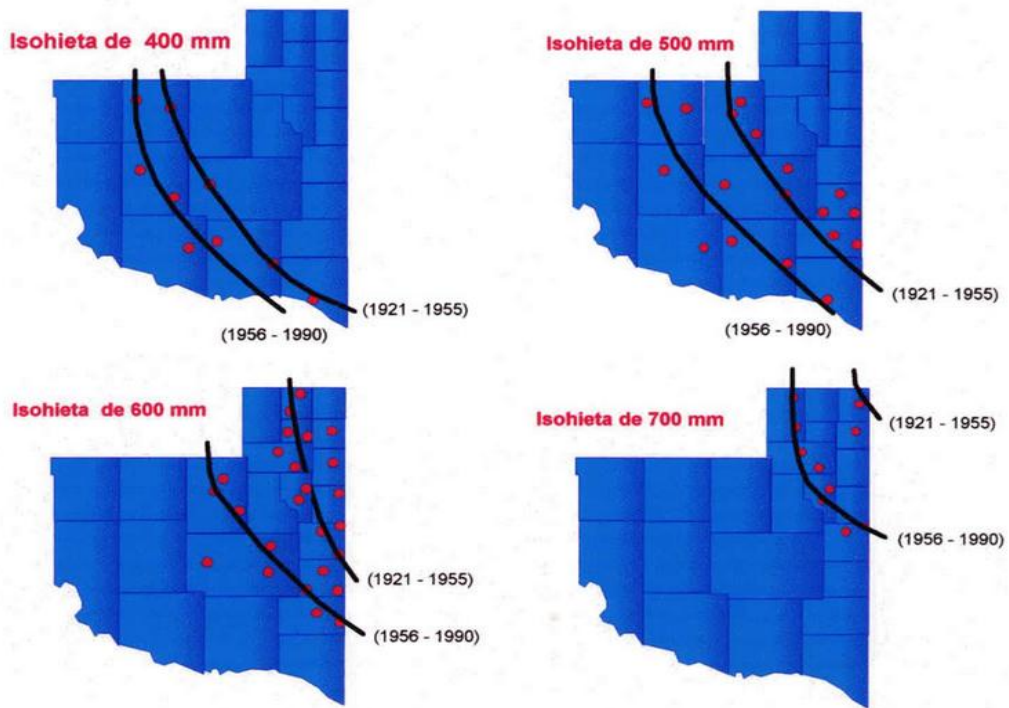 Isohieta de 400 mm
(1921 - 1955)
(1956 - 1990)
Isohieta de 500 mm
(1921 - 1955)
(1956 - 1990)
Isohieta de 600 mm
(1921 - 1955)
(1956 - 1990)
Isohieta de 700 mm
(1921 - 1955)
(1956 - 1990)